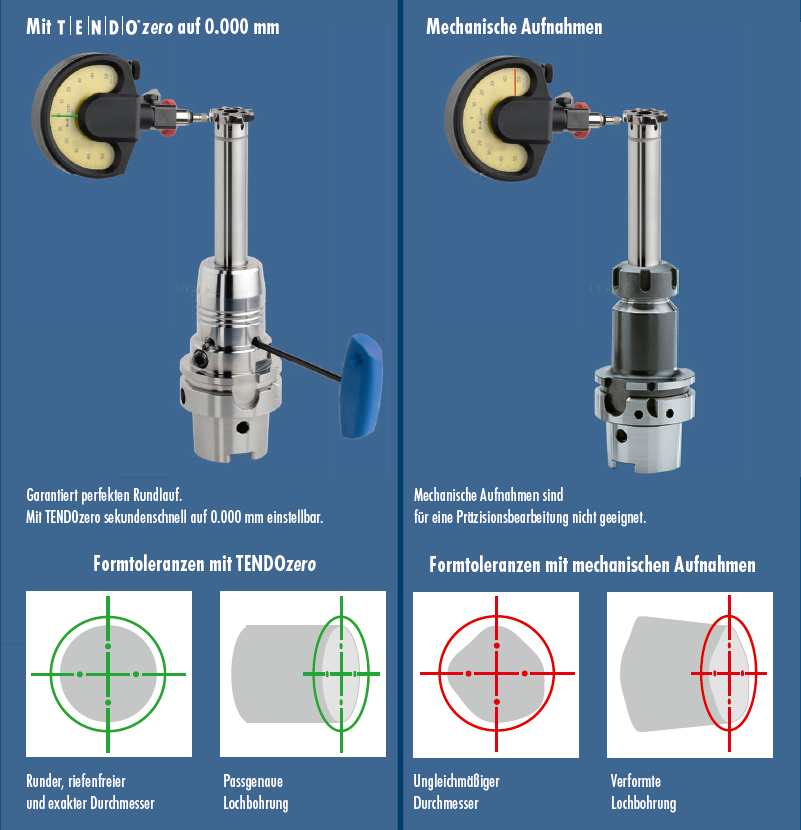 Mit T|E|N|D|O® zero auf 0.000 mm
Garantiert perfekten Rundlauf.
Mit TENDOzero sekundenschnell auf 0.000 mm einstellbar.
Formtoleranzen mit TENDOzero
Runder, riefenfreier
und exakter Durchmesser
Passgenaue
Lochbohrung
Mechanische Aufnahmen
Mechanische Aufnahmen sind
für eine Präzisionsbearbeitung nicht geeignet.
Formtoleranzen mit mechanischen Aufnahmen
Ungleichmäßiger
Durchmesser
Verformte
Lochbohrung